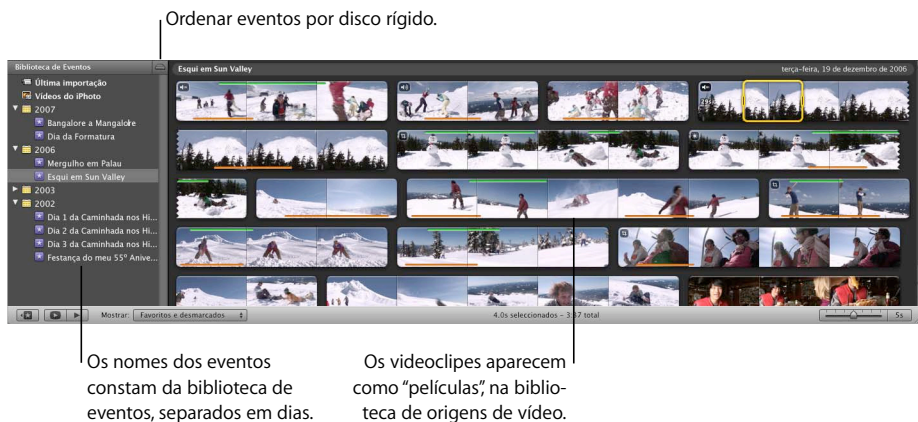 Ordenar eventos por disco rígido.
Biblioteca de Eventos
Esqui em Sun Valley
terça-feira, 19 de dezembro de 2006
Última importação
Vídeos do iPhoto
2007
Bangalore a Mangalore
Dia da Formatura
2006
Mergulho em Palau
Esqui em Sun Valley
2003
2002
Dia 1 da Caminhada nos Hi...
Dia 2 da Caminhada nos Hi...
Dia 3 da Caminhada nos Hi...
Festança do meu 55º Anive...
Mostrar: Favoritos e desmarcados
4.0s seleccionados - 3:37 total
5s
Os nomes dos eventos
constam da biblioteca de
eventos, separados em dias.
Os videoclipes aparecem
como “películas”, na biblio-
teca de origens de vídeo.